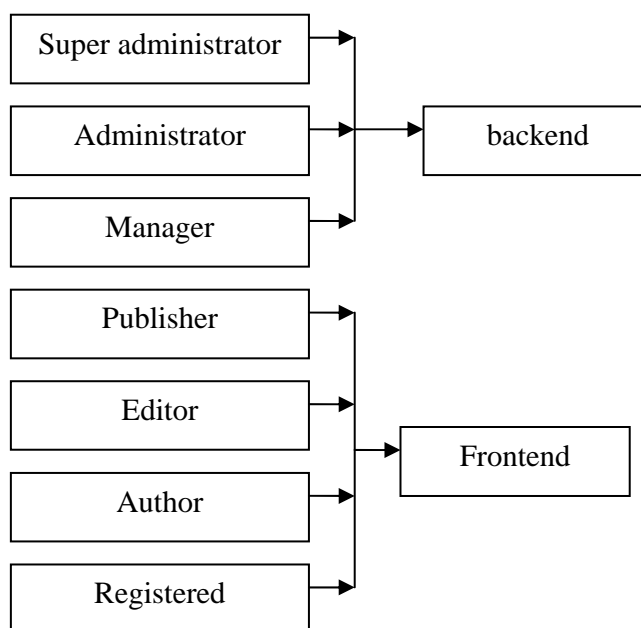 Super administrator
Administrator
backend
Manager
Publisher
Editor
Frontend
Author
Registered